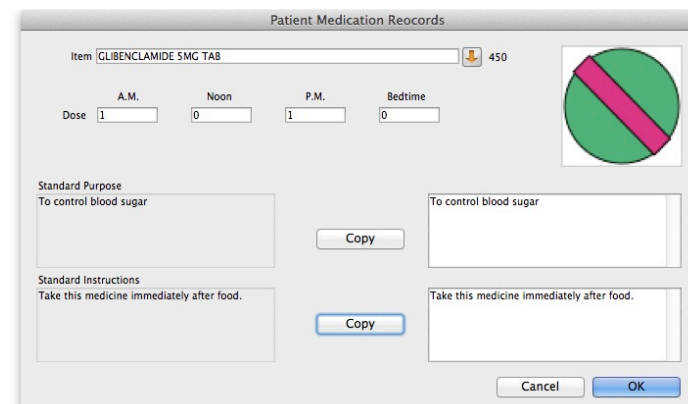 Patient Medication Reocords
Item GLIBENCLAMIDE 5MG TAB 450
A.M. Noon P.M. Bedtime
Dose 1 0 1 0
Standard Purpose
To control blood sugar To control blood sugar
Copy
Standard Instructions
Take this medicine immediately after food. Take this medicine immediately after food.
Copy
Cancel OK